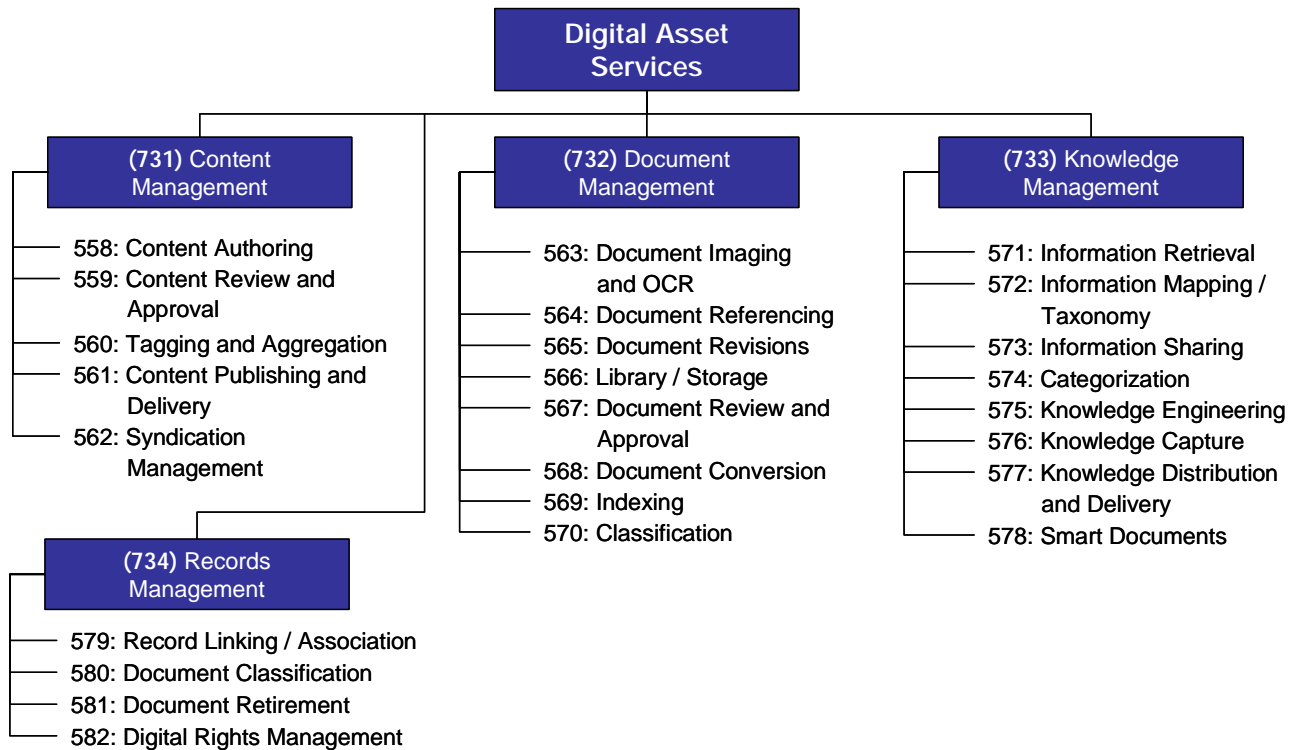 Digital Asset
Services
(731) Content
Management
558: Content Authoring
559: Content Review and
Approval
560: Tagging and Aggregation
561: Content Publishing and
Delivery
562: Syndication
Management
(732) Document
Management
563: Document Imaging
and OCR
564: Document Referencing
565: Document Revisions
566: Library / Storage
567: Document Review and
Approval
568: Document Conversion
569: Indexing
570: Classification
(733) Knowledge
Management
571: Information Retrieval
572: Information Mapping /
Taxonomy
573: Information Sharing
574: Categorization
575: Knowledge Engineering
576: Knowledge Capture
577: Knowledge Distribution
and Delivery
578: Smart Documents
(734) Records
Management
579: Record Linking / Association
580: Document Classification
581: Document Retirement
582: Digital Rights Management